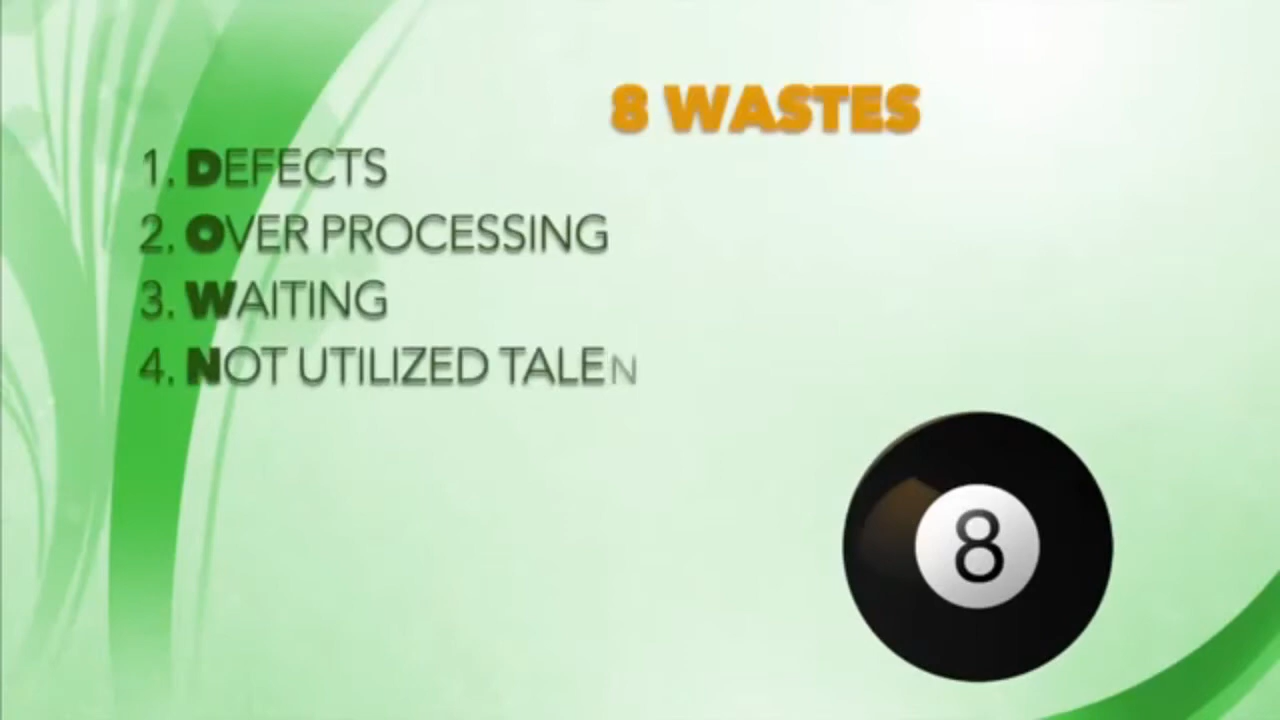 8 WASTES
1. DEFECTS
2. OVER PROCESSING
3. WAITING
4. NOT UTILIZED TALEN
8